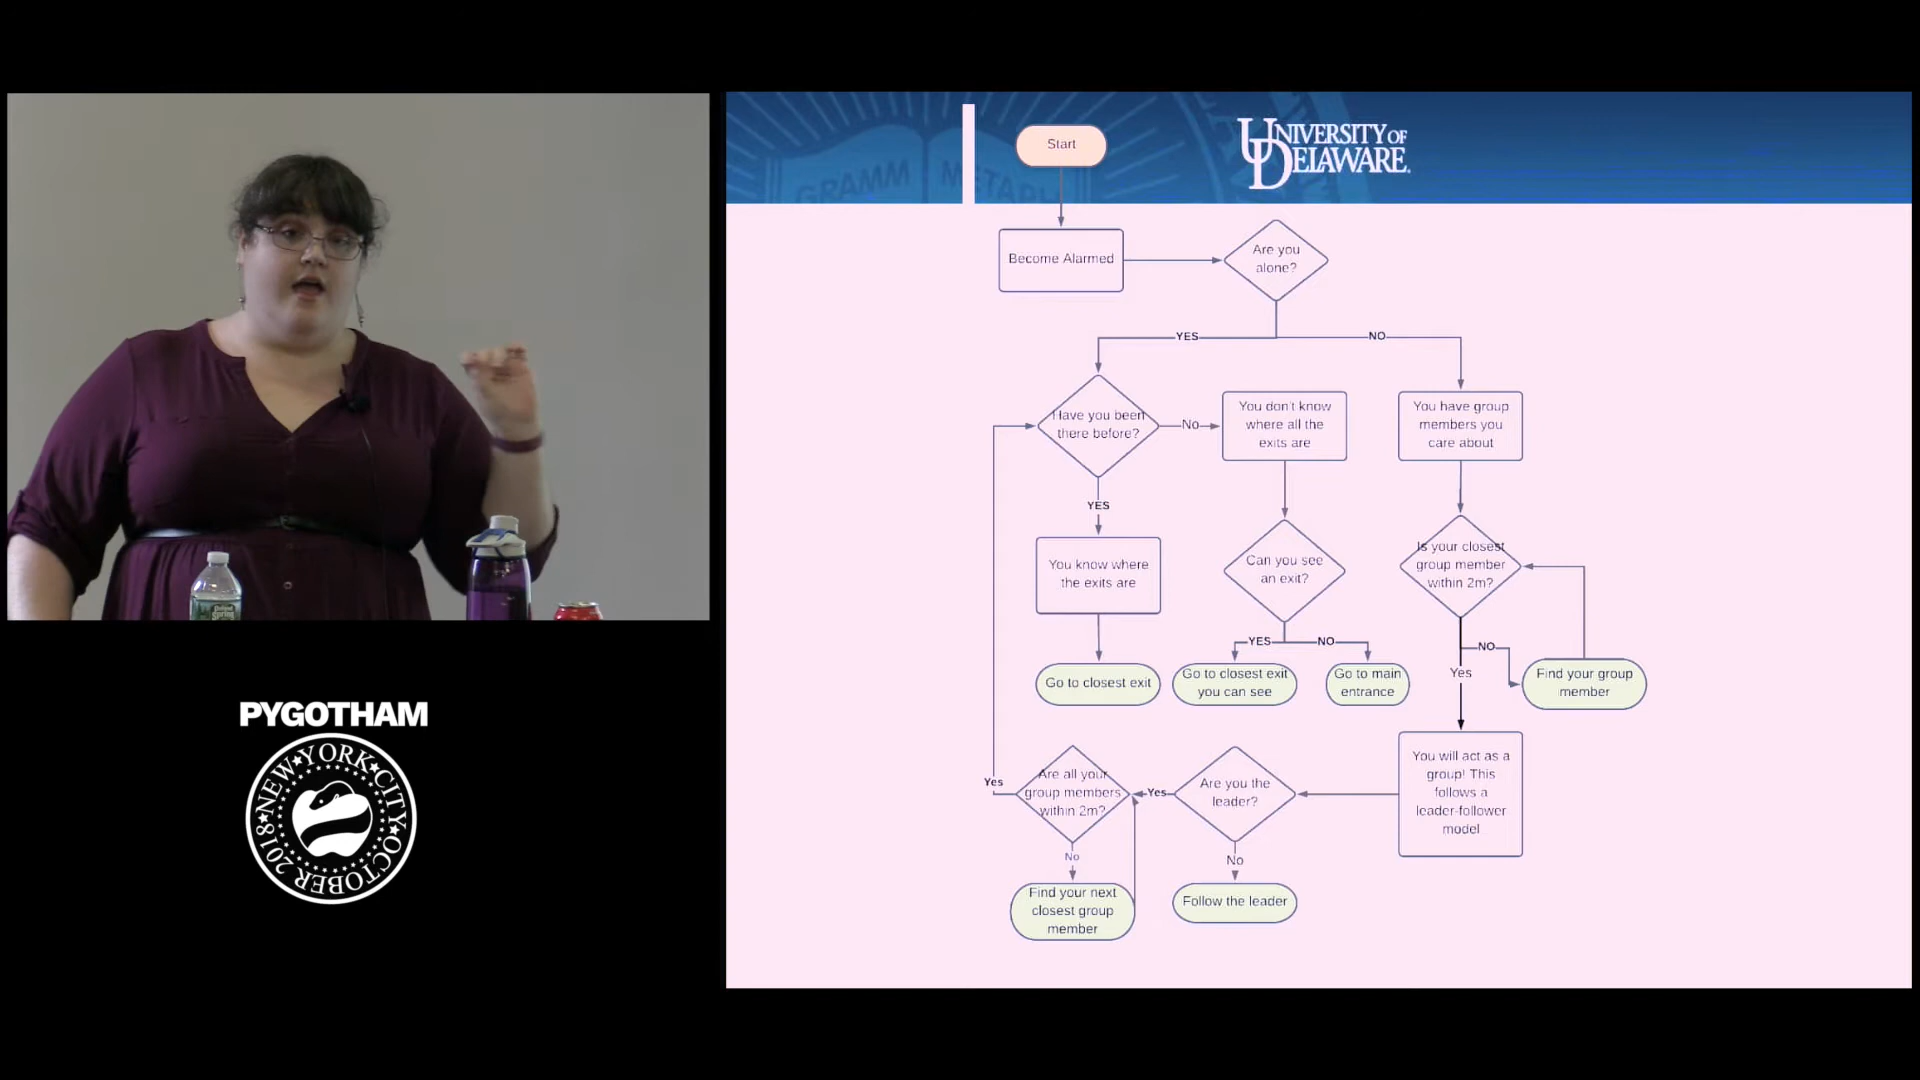 GRAMM
METAPH
UNIVERSITY OF
DELAWARE.
Start
Become Alarmed
Are you
alone?
YES
NO
Have you been
there before?
No
You don't know
where all the
exits are
You have group
members you
care about
YES
You know where
the exits are
Can you see
an exit?
Is your closest
group member
within 2m?
YES
NO
NO
Yes
Go to closest exit
Go to closest exit
you can see
Go to main
entrance
Find your group
member
You will act as a
group! This
follows a
leader-follower
model
Are you the
leader?
Yes
Are all your
group members
within 2m?
Yes
No
No
Find your next
closest group
member
Follow the leader
Poland
Spring
PYGOTHAM
NEW YORK CITY OCTOBER 2018